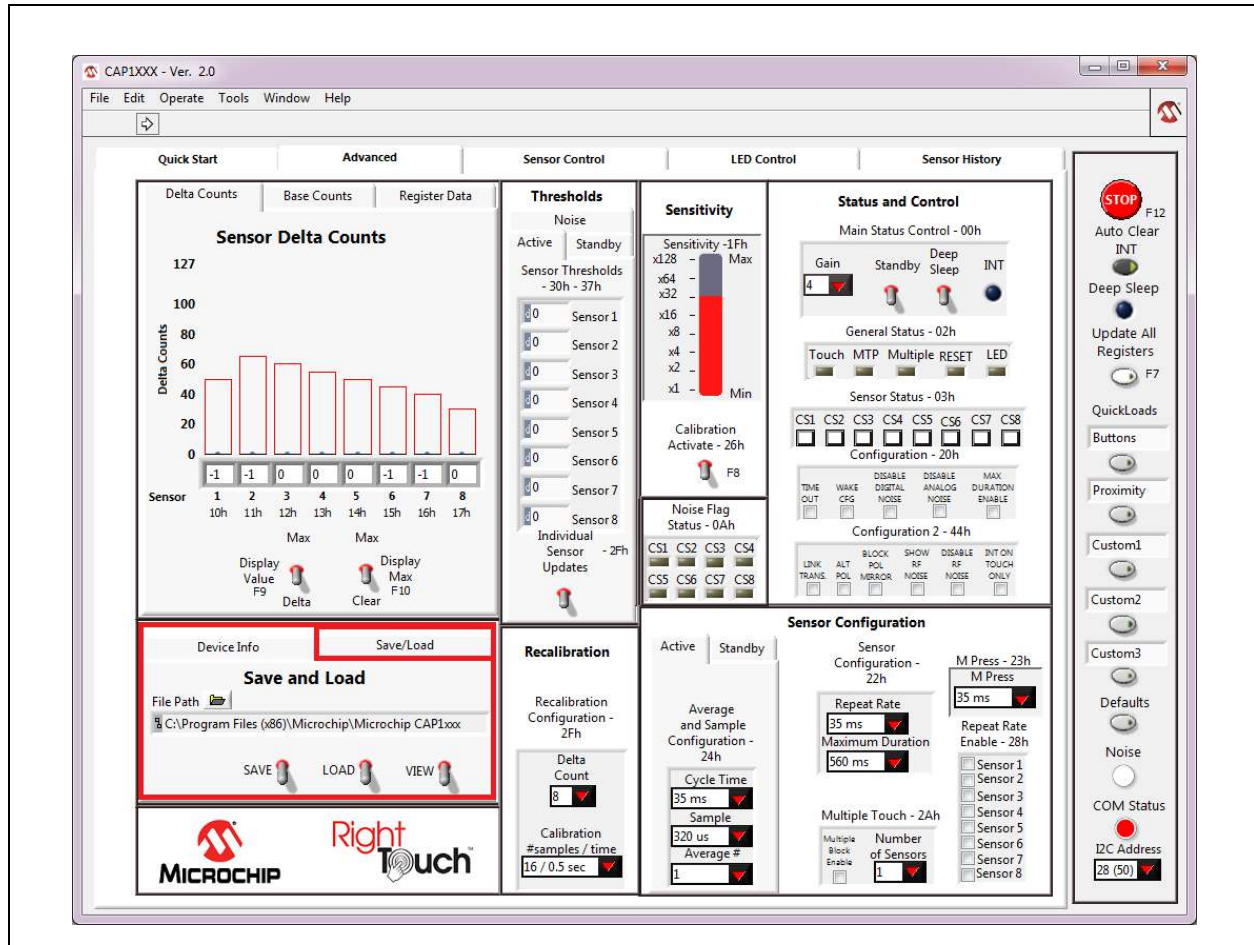 CAP1XXX - Ver. 2.0
File Edit Operate Tools Window Help
Quick Start Advanced Sensor Control LED Control Sensor History
Delta Counts Base Counts Register Data
Sensor Delta Counts
Delta Counts
127
100
80
60
40
20
0
-1 -1 0 0 0 -1 -1 0
Sensor 1 2 3 4 5 6 7 8
10h 11h 12h 13h 14h 15h 16h 17h
Max Max
Display Value F9
Delta
Display Max F10
Clear
Device Info Save/Load
Save and Load
File Path
C:\Program Files (x86)\Microchip\Microchip CAP1xxx
SAVE LOAD VIEW
MICROCHIP
Right Touch
Thresholds
Noise
Active Standby
Sensor Thresholds
- 30h - 37h
d 0 Sensor 1
d 0 Sensor 2
d 0 Sensor 3
d 0 Sensor 4
d 0 Sensor 5
d 0 Sensor 6
d 0 Sensor 7
d 0 Sensor 8
Individual
Sensor - 2Fh
Updates
Recalibration
Recalibration
Configuration -
2Fh
Delta
Count
8
Calibration
#samples / time
16 / 0.5 sec
Sensitivity
Sensitivity -1Fh
x128 Max
x64
x32
x16
x8
x4
x2
x1 Min
Calibration
Activate - 26h
F8
Noise Flag
Status - 0Ah
CS1 CS2 CS3 CS4
CS5 CS6 CS7 CS8
Status and Control
Main Status Control - 00h
Gain
4
Standby
Deep
Sleep
INT
General Status - 02h
Touch MTP Multiple RESET LED
Sensor Status - 03h
CS1 CS2 CS3 CS4 CS5 CS6 CS7 CS8
Configuration - 20h
TIME OUT
WAKE CFG
DISABLE DIGITAL NOISE
DISABLE ANALOG NOISE
MAX DURATION ENABLE
Configuration 2 - 44h
LINK TRANS.
ALT POL
BLOCK POL MIRROR
SHOW RF NOISE
DISABLE RF NOISE
INT ON TOUCH ONLY
Sensor Configuration
Active Standby
Average
and Sample
Configuration -
24h
Cycle Time
35 ms
Sample
320 us
Average #
1
Sensor
Configuration -
22h
Repeat Rate
35 ms
Maximum Duration
560 ms
Multiple Touch - 2Ah
Multiple Block Enable
Number
of Sensors
1
M Press - 23h
M Press
35 ms
Repeat Rate
Enable - 28h
Sensor 1
Sensor 2
Sensor 3
Sensor 4
Sensor 5
Sensor 6
Sensor 7
Sensor 8
STOP F12
Auto Clear
INT
Deep Sleep
Update All
Registers
F7
QuickLoads
Buttons
Proximity
Custom1
Custom2
Custom3
Defaults
Noise
COM Status
I2C Address
28 (50)